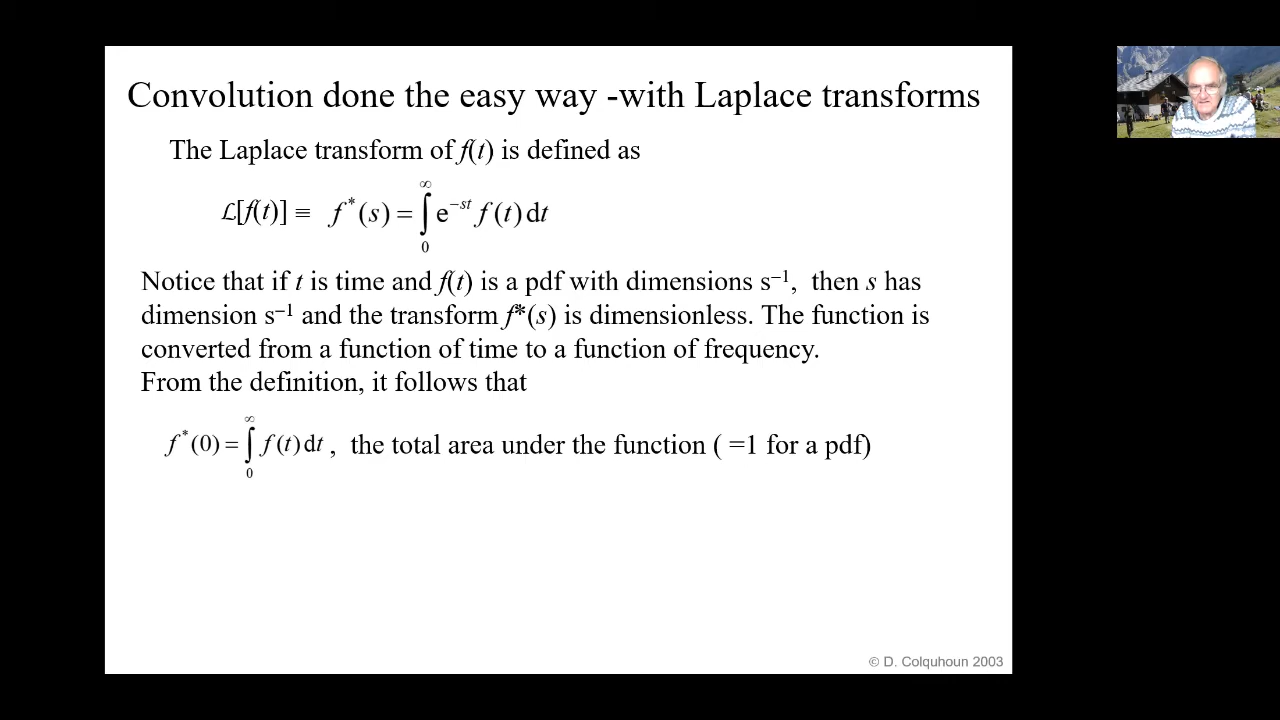 Convolution done the easy way -with Laplace transforms
The Laplace transform of f(t) is defined as
ℒ[f(t)] ≡ f*(s) = ∫₀^∞ e^(−st) f(t) dt
Notice that if t is time and f(t) is a pdf with dimensions s⁻¹, then s has
dimension s⁻¹ and the transform f*(s) is dimensionless. The function is
converted from a function of time to a function of frequency.
From the definition, it follows that
f*(0) = ∫₀^∞ f(t) dt , the total area under the function ( =1 for a pdf)
© D. Colquhoun 2003